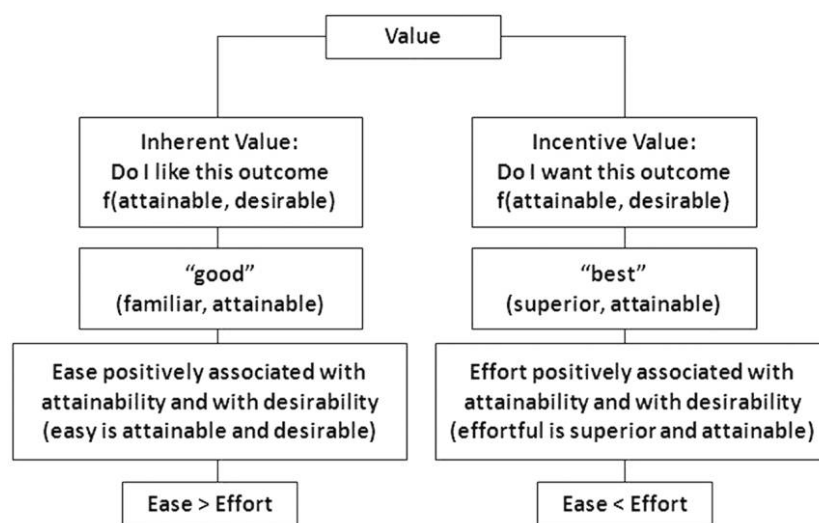 Value
Inherent Value:
Do I like this outcome
f(attainable, desirable)
“good”
(familiar, attainable)
Ease positively associated with
attainability and with desirability
(easy is attainable and desirable)
Ease > Effort
Incentive Value:
Do I want this outcome
f(attainable, desirable)
“best”
(superior, attainable)
Effort positively associated with
attainability and with desirability
(effortful is superior and attainable)
Ease < Effort